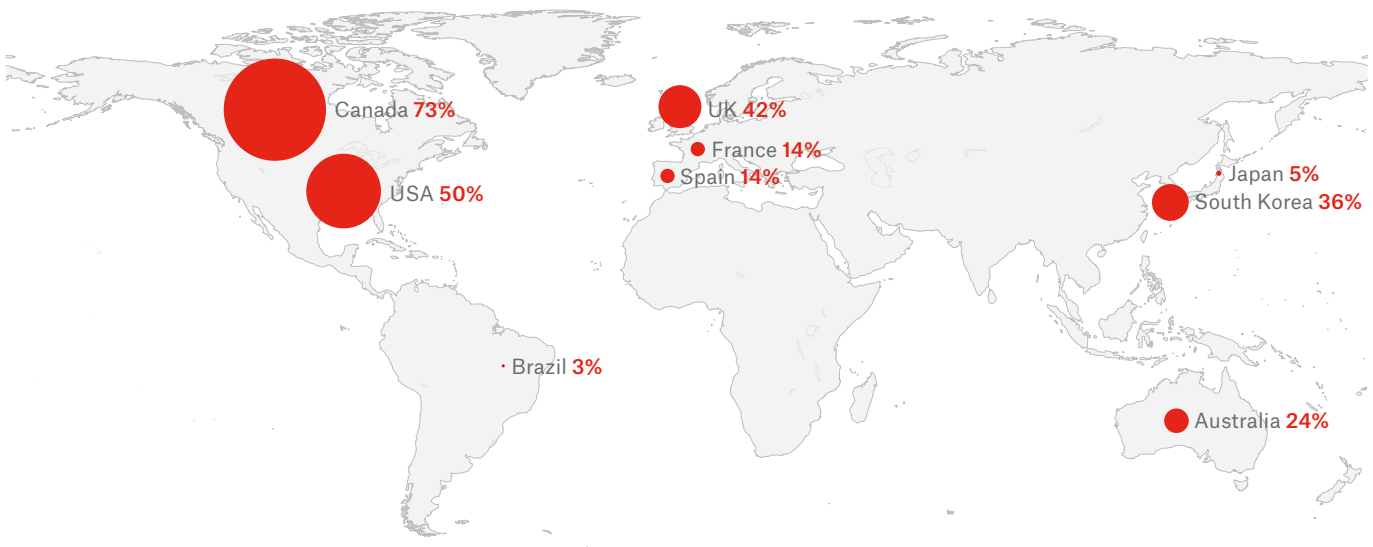 Canada 73%
UK 42%
France 14%
Spain 14%
Japan 5%
USA 50%
South Korea 36%
Brazil 3%
Australia 24%